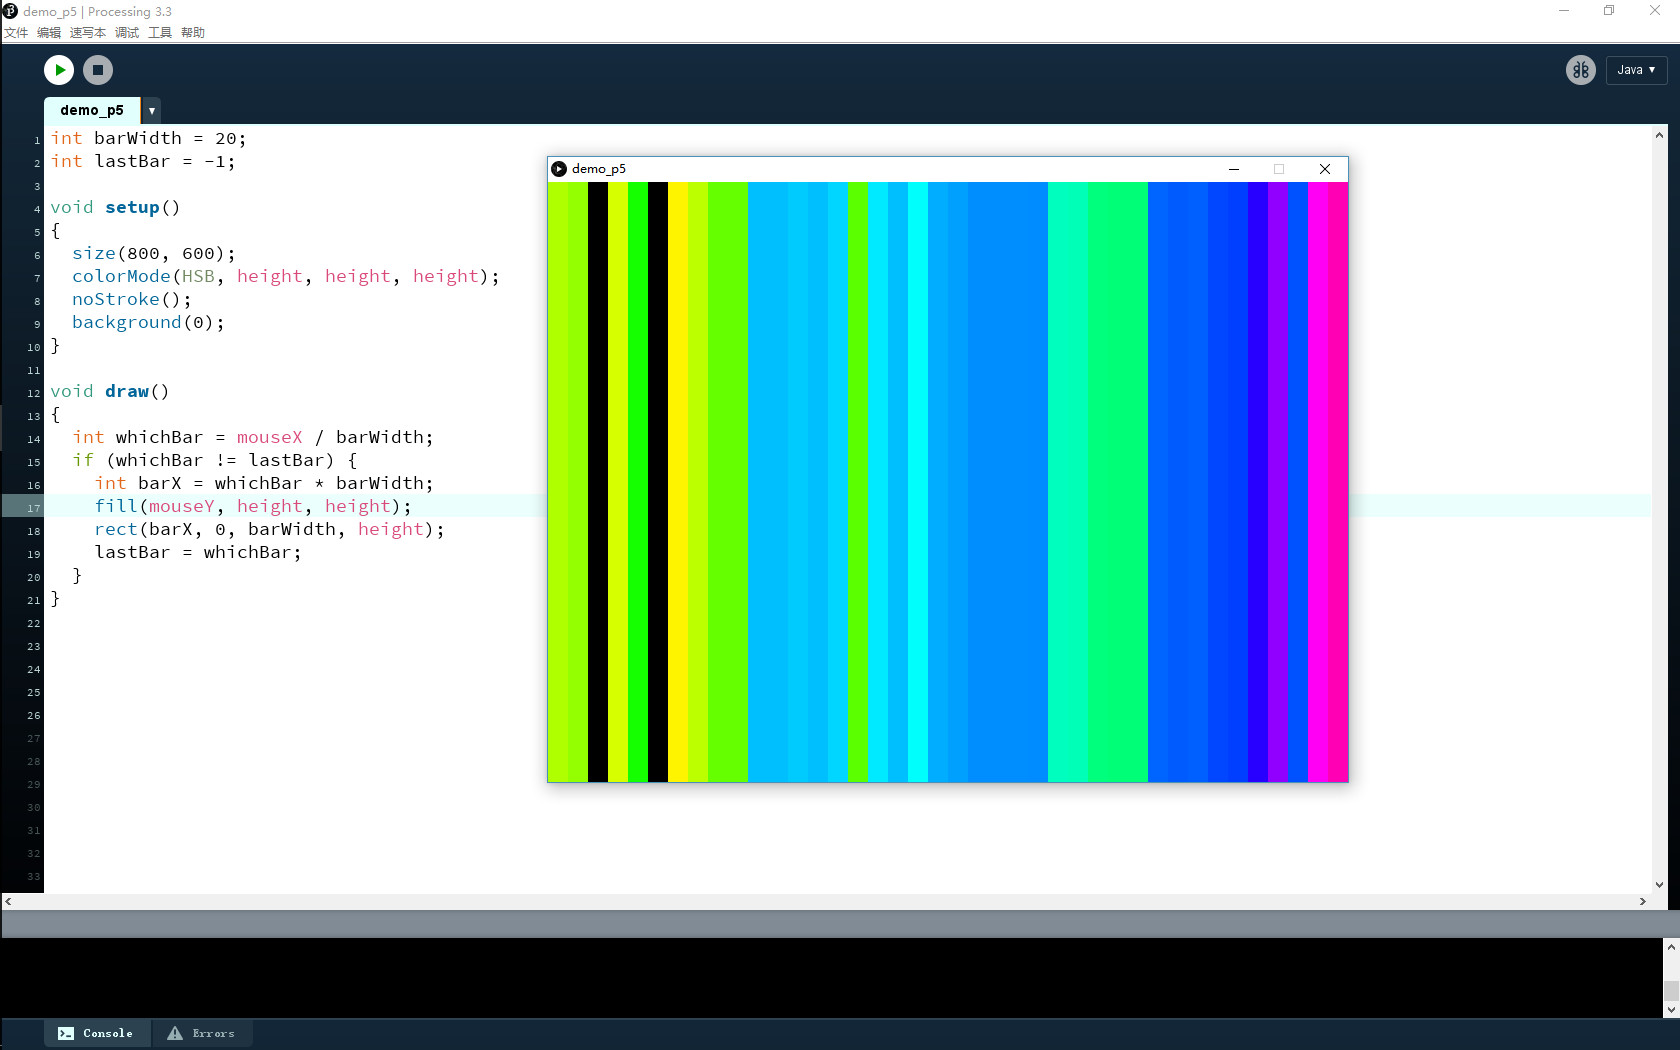 demo_p5 | Processing 3.3
文件 编辑 速写本 调试 工具 帮助
Java
demo_p5
1 int barWidth = 20;
2 int lastBar = -1;
3
4 void setup()
5 {
6 size(800, 600);
7 colorMode(HSB, height, height, height);
8 noStroke();
9 background(0);
10 }
11
12 void draw()
13 {
14 int whichBar = mouseX / barWidth;
15 if (whichBar != lastBar) {
16 int barX = whichBar * barWidth;
17 fill(mouseY, height, height);
18 rect(barX, 0, barWidth, height);
19 lastBar = whichBar;
20 }
21 }
22
23
24
25
26
27
28
29
30
31
32
33
demo_p5
Console Errors